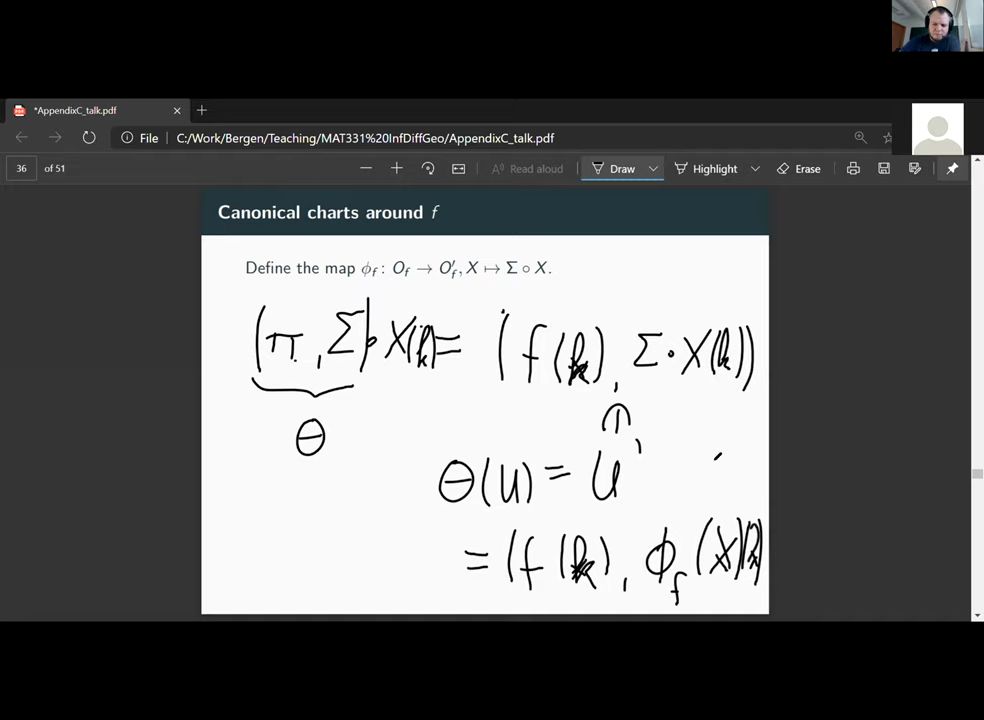 *AppendixC_talk.pdf
File C:/Work/Bergen/Teaching/MAT331%20InfDiffGeo/AppendixC_talk.pdf
36 of 51 Read aloud Draw Highlight Erase
Canonical charts around f
Define the map ϕ_f : O_f → O'_f, X ↦ Σ ∘ X.
(π, Σ)∘X(k) = (f(k), Σ∘X(k))
θ
∩
θ(U) = U'
= (f(k), ϕ_f(X)(k)